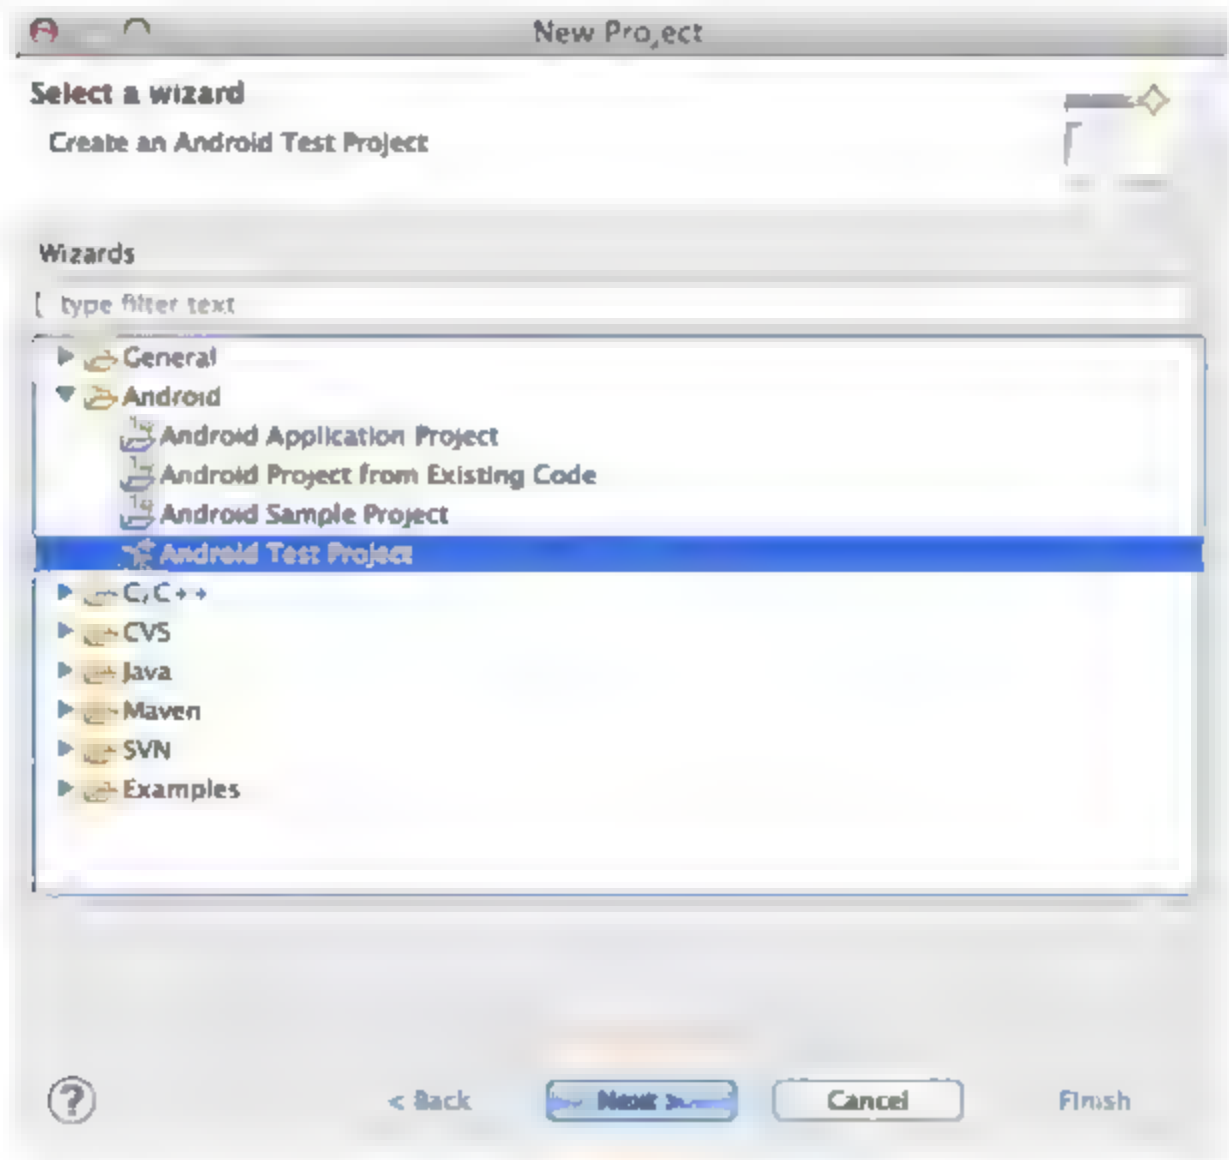 New Project
Select a wizard
Create an Android Test Project
Wizards
type filter text
General
Android
Android Application Project
Android Project from Existing Code
Android Sample Project
Android Test Project
C/C++
CVS
Java
Maven
SVN
Examples
? < Back Next > Cancel Finish